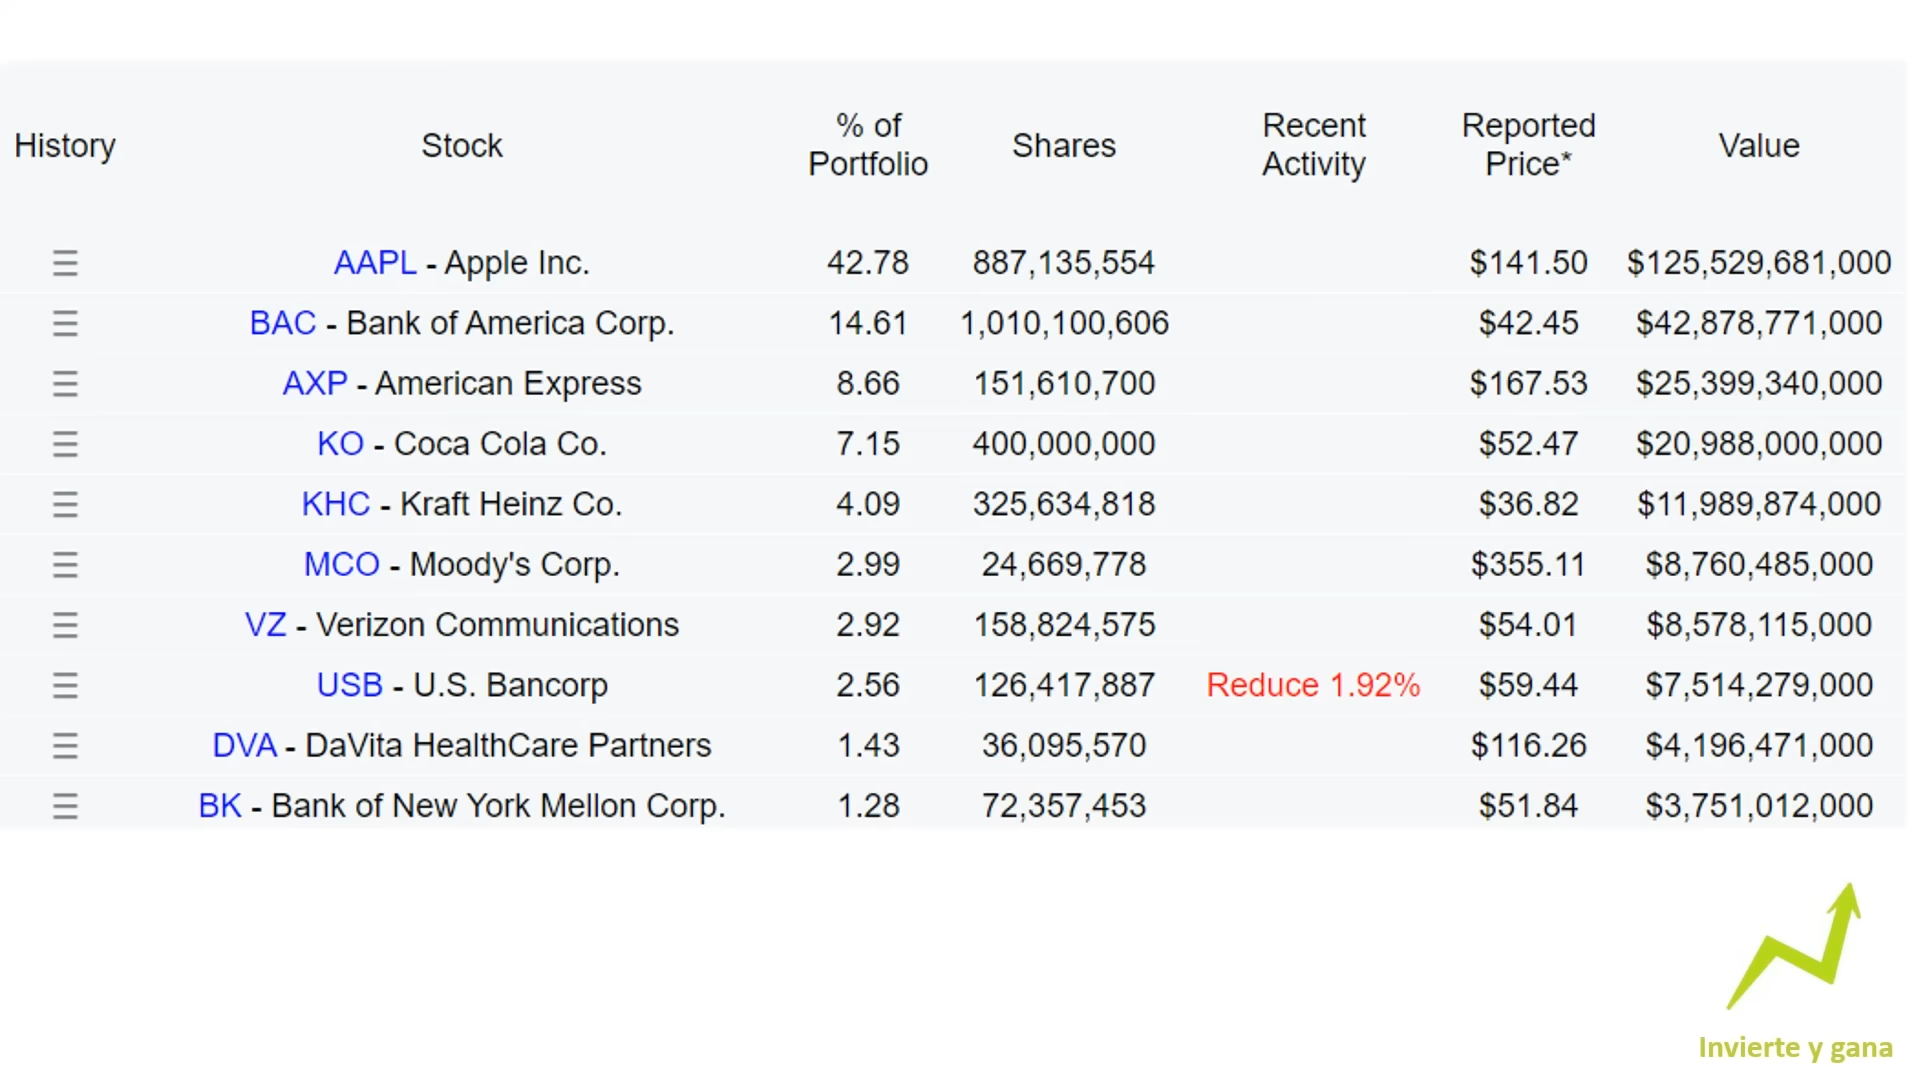 History Stock % of Portfolio Shares Recent Activity Reported Price* Value
AAPL - Apple Inc. 42.78 887,135,554 $141.50 $125,529,681,000
BAC - Bank of America Corp. 14.61 1,010,100,606 $42.45 $42,878,771,000
AXP - American Express 8.66 151,610,700 $167.53 $25,399,340,000
KO - Coca Cola Co. 7.15 400,000,000 $52.47 $20,988,000,000
KHC - Kraft Heinz Co. 4.09 325,634,818 $36.82 $11,989,874,000
MCO - Moody's Corp. 2.99 24,669,778 $355.11 $8,760,485,000
VZ - Verizon Communications 2.92 158,824,575 $54.01 $8,578,115,000
USB - U.S. Bancorp 2.56 126,417,887 Reduce 1.92% $59.44 $7,514,279,000
DVA - DaVita HealthCare Partners 1.43 36,095,570 $116.26 $4,196,471,000
BK - Bank of New York Mellon Corp. 1.28 72,357,453 $51.84 $3,751,012,000
Invierte y gana